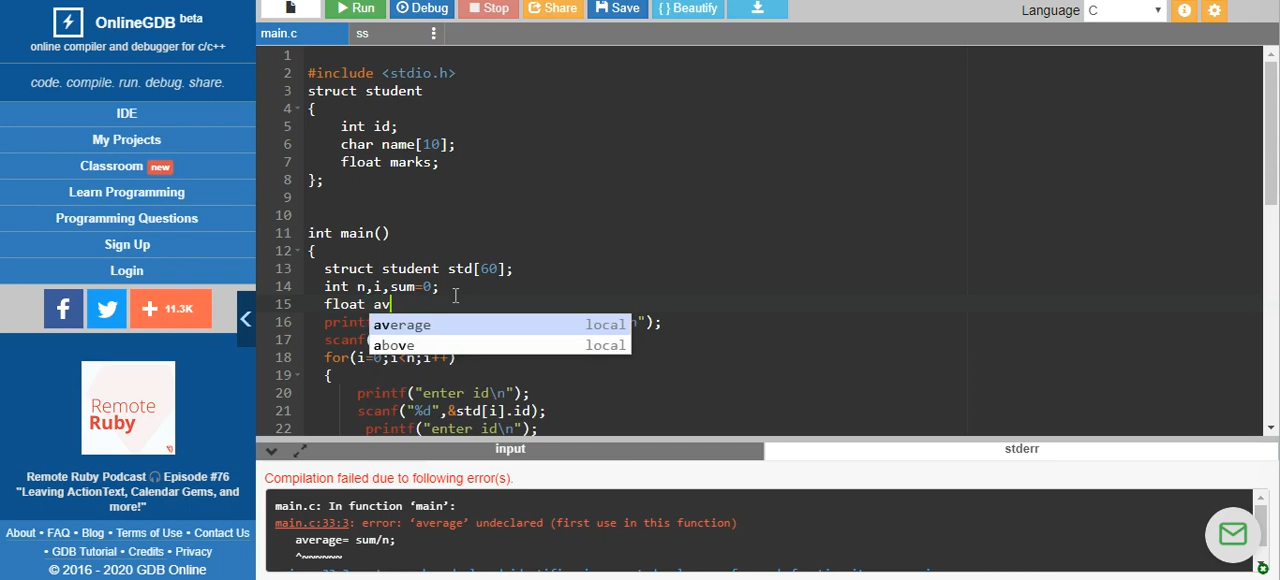 OnlineGDB beta
online compiler and debugger for c/c++
code. compile. run. debug. share.
IDE
My Projects
Classroom new
Learn Programming
Programming Questions
Sign Up
Login
f
+ 11.3K
<
Remote
Ruby
Remote Ruby Podcast 🎧 Episode #76
"Leaving ActionText, Calendar Gems, and
more!"
About • FAQ • Blog • Terms of Use • Contact Us
• GDB Tutorial • Credits • Privacy
© 2016 - 2020 GDB Online
Run Debug Stop Share Save { } Beautify
Language C
main.c ss
1
2 #include <stdio.h>
3 struct student
4 {
5 int id;
6 char name[10];
7 float marks;
8 };
9
10
11 int main()
12 {
13 struct student std[60];
14 int n,i,sum=0;
15 float av
average local
above local
16 print \n");
17 scanf(
18 for(i=0;i<n;i++)
19 {
20 printf("enter id\n");
21 scanf("%d",&std[i].id);
22 printf("enter id\n");
input stderr
Compilation failed due to following error(s).
main.c: In function ‘main’:
main.c:33:3: error: ‘average’ undeclared (first use in this function)
average= sum/n;
^~~~~~~